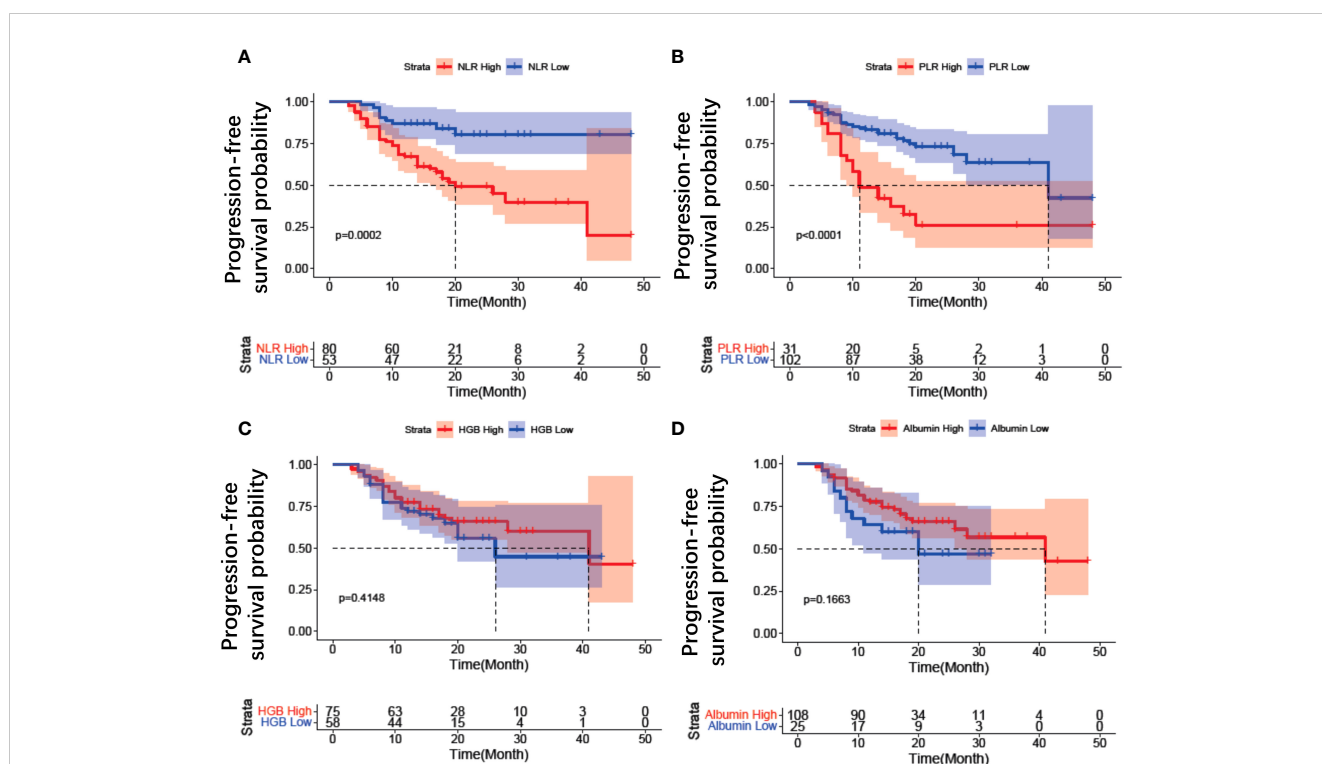 A
Strata NLR High NLR Low
Progression-free
survival probability
1.00
0.75
0.50
0.25
0.00
p=0.0002
0 10 20 30 40 50
Time(Month)
Strata
NLR High 80 60 21 8 2 0
NLR Low 53 47 22 6 2 0
0 10 20 30 40 50
Time(Month)
B
Strata PLR High PLR Low
Progression-free
survival probability
1.00
0.75
0.50
0.25
0.00
p<0.0001
0 10 20 30 40 50
Time(Month)
Strata
PLR High 31 20 5 2 1 0
PLR Low 102 87 38 12 3 0
0 10 20 30 40 50
Time(Month)
C
Strata HGB High HGB Low
Progression-free
survival probability
1.00
0.75
0.50
0.25
0.00
p=0.4148
0 10 20 30 40 50
Time(Month)
Strata
HGB High 75 63 28 10 3 0
HGB Low 58 44 15 4 1 0
0 10 20 30 40 50
Time(Month)
D
Strata Albumin High Albumin Low
Progression-free
survival probability
1.00
0.75
0.50
0.25
0.00
p=0.1663
0 10 20 30 40 50
Time(Month)
Strata
Albumin High 108 90 34 11 4 0
Albumin Low 25 17 9 3 0 0
0 10 20 30 40 50
Time(Month)